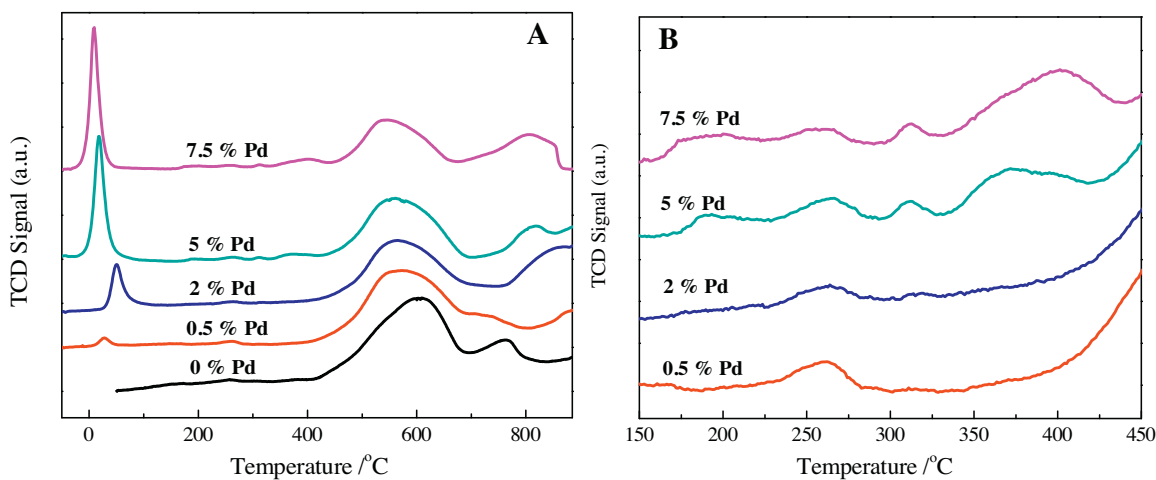 A
7.5 % Pd
5 % Pd
2 % Pd
0.5 % Pd
0 % Pd
TCD Signal (a.u.)
0 200 400 600 800
Temperature /°C
B
7.5 % Pd
5 % Pd
2 % Pd
0.5 % Pd
TCD Signal (a.u.)
150 200 250 300 350 400 450
Temperature /°C